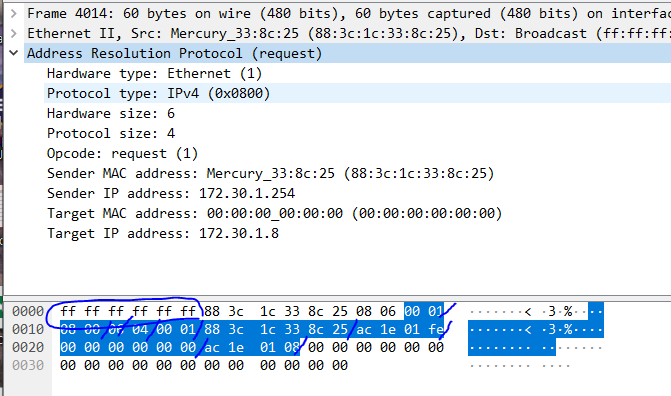 Frame 4014: 60 bytes on wire (480 bits), 60 bytes captured (480 bits) on interfac
Ethernet II, Src: Mercury_33:8c:25 (88:3c:1c:33:8c:25), Dst: Broadcast (ff:ff:ff:
Address Resolution Protocol (request)
Hardware type: Ethernet (1)
Protocol type: IPv4 (0x0800)
Hardware size: 6
Protocol size: 4
Opcode: request (1)
Sender MAC address: Mercury_33:8c:25 (88:3c:1c:33:8c:25)
Sender IP address: 172.30.1.254
Target MAC address: 00:00:00_00:00:00 (00:00:00:00:00:00)
Target IP address: 172.30.1.8
0000 ff ff ff ff ff ff 88 3c 1c 33 8c 25 08 06 00 01 ·······< ·3·%····
0010 08 00 06 04 00 01 88 3c 1c 33 8c 25 ac 1e 01 fe ·······< ·3·%····
0020 00 00 00 00 00 00 ac 1e 01 08 00 00 00 00 00 00 ········ ········
0030 00 00 00 00 00 00 00 00 00 00 00 00 ········ ····